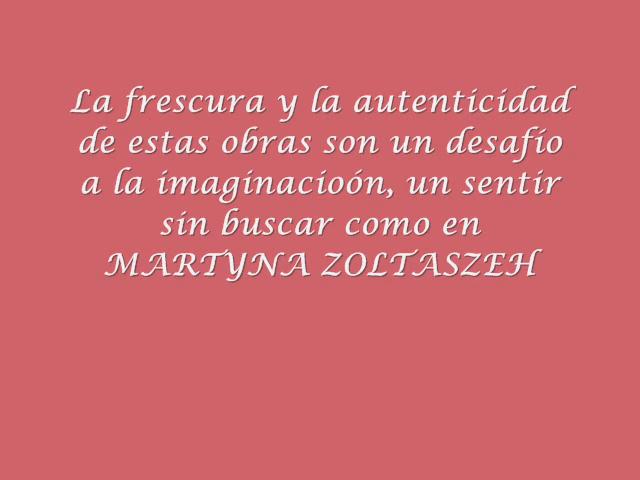 La frescura y la autenticidad
de estas obras son un desafío
a la imaginacioón, un sentir
sin buscar como en
MARTYNA ZOLTASZEH